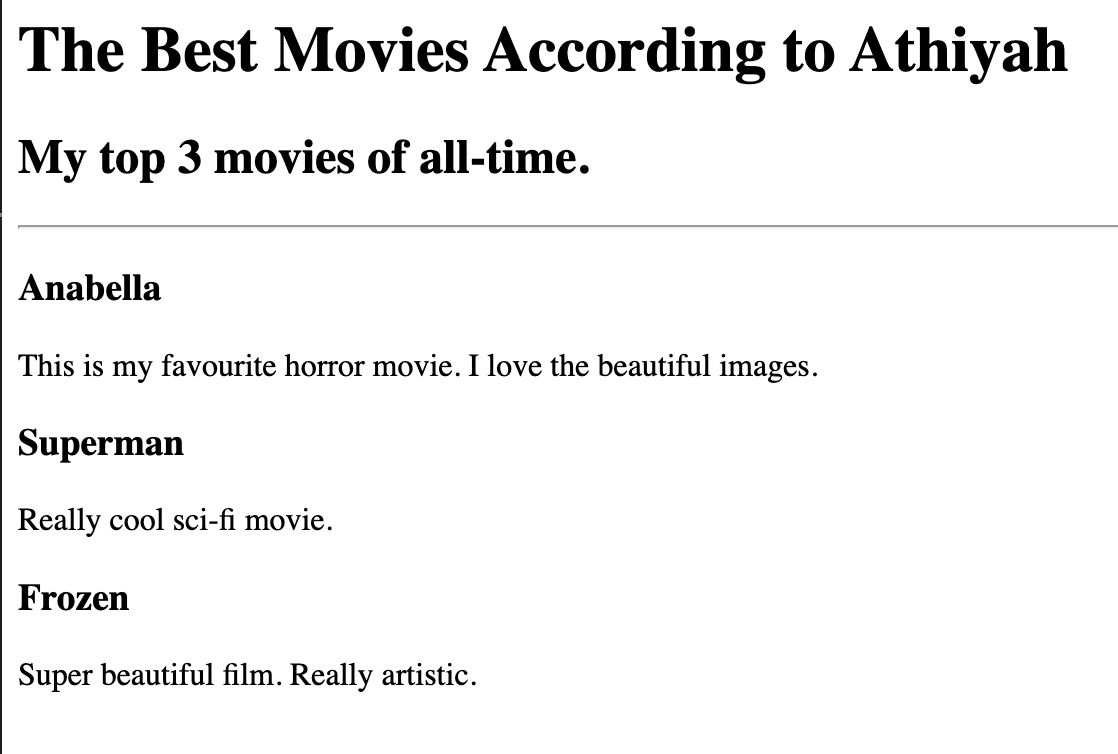 The Best Movies According to Athiyah
My top 3 movies of all-time.
Anabella
This is my favourite horror movie. I love the beautiful images.
Superman
Really cool sci-fi movie.
Frozen
Super beautiful film. Really artistic.